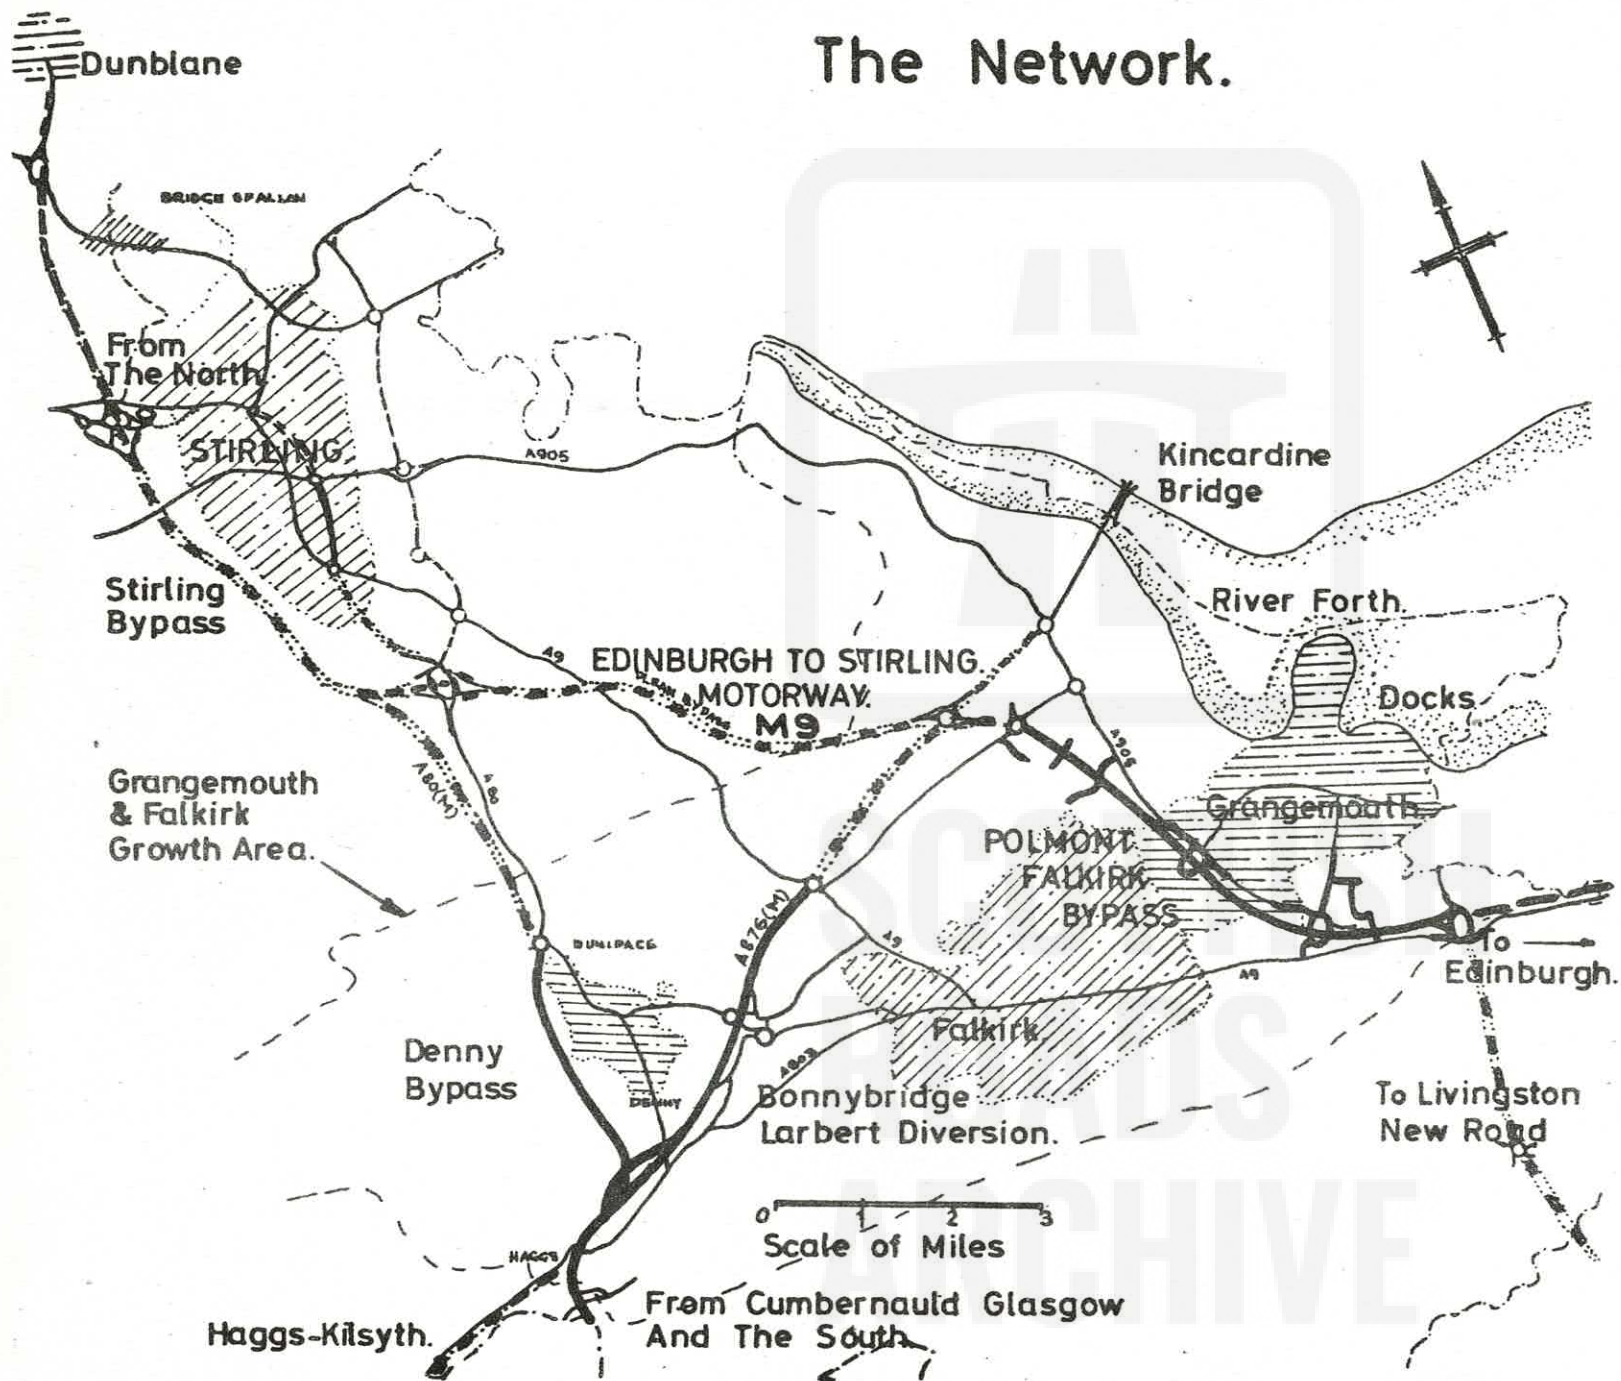 The Network.
Dunblane
BRIDGE OF ALLAN
From
The North
STIRLING
A905
Kincardine
Bridge
Stirling
Bypass
River Forth.
A9
EDINBURGH TO STIRLING.
MOTORWAY.
M9
Docks
A905
Grangemouth
& Falkirk
Growth Area.
A80(M)
A80
Grangemouth.
POLMONT
FALKIRK
BYPASS
A876(M)
DUNIPACE
A9
A9
To
Edinburgh.
Denny
Bypass
Falkirk
A803
DENNY
Bonnybridge
Larbert Diversion.
To Livingston
New Road
0 1 2 3
Scale of Miles
HAGGS
From Cumbernauld Glasgow
And The South.
Haggs-Kilsyth.
SCOTTISH
ROADS
ARCHIVE